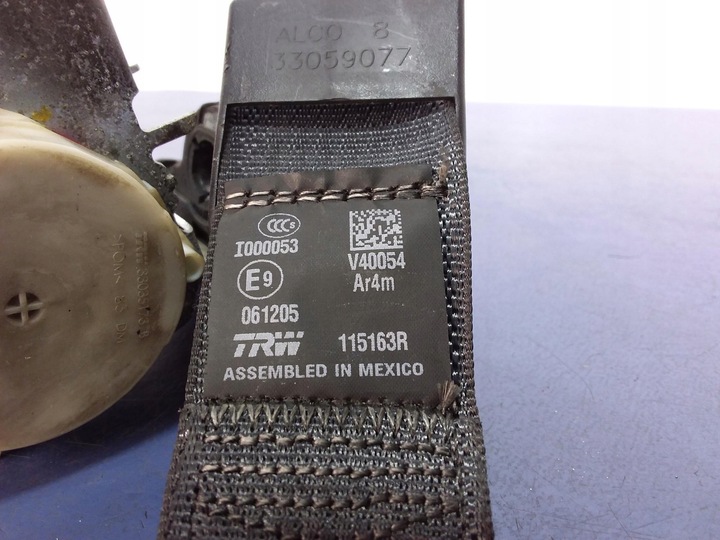 ALCO 8
33059077
CCC S
I000053
V40054
E9
Ar4m
061205
TRW
115163R
ASSEMBLED IN MEXICO